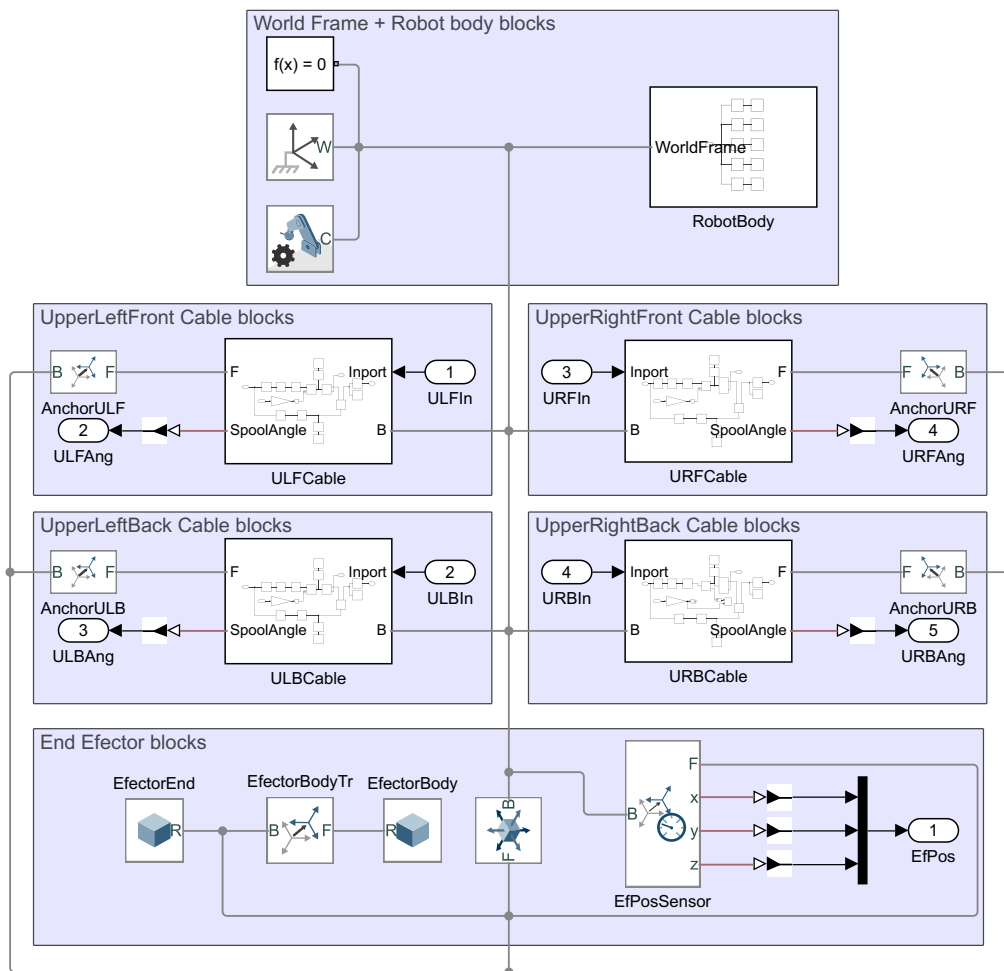 World Frame + Robot body blocks
f(x) = 0
W
WorldFrame
RobotBody
C
UpperLeftFront Cable blocks
B F
AnchorULF
2
ULFAng
F
SpoolAngle
Inport
B
ULFCable
1
ULFIn
UpperRightFront Cable blocks
3
URFIn
Inport
B
F
SpoolAngle
URFCable
F B
AnchorURF
4
URFAng
UpperLeftBack Cable blocks
B F
AnchorULB
3
ULBAng
F
SpoolAngle
Inport
B
ULBCable
2
ULBIn
UpperRightBack Cable blocks
4
URBIn
Inport
B
F
SpoolAngle
URBCable
F B
AnchorURB
5
URBAng
End Efector blocks
EfectorEnd
R
EfectorBodyTr
B F
EfectorBody
R
B
F
B
F
x
y
z
EfPosSensor
1
EfPos